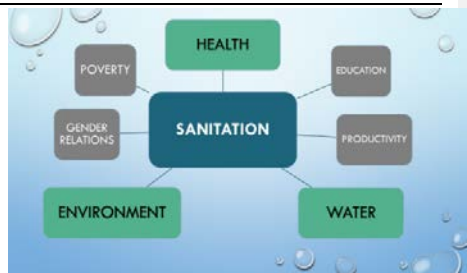 HEALTH
POVERTY
EDUCATION
GENDER
RELATIONS
SANITATION
PRODUCTIVITY
ENVIRONMENT
WATER